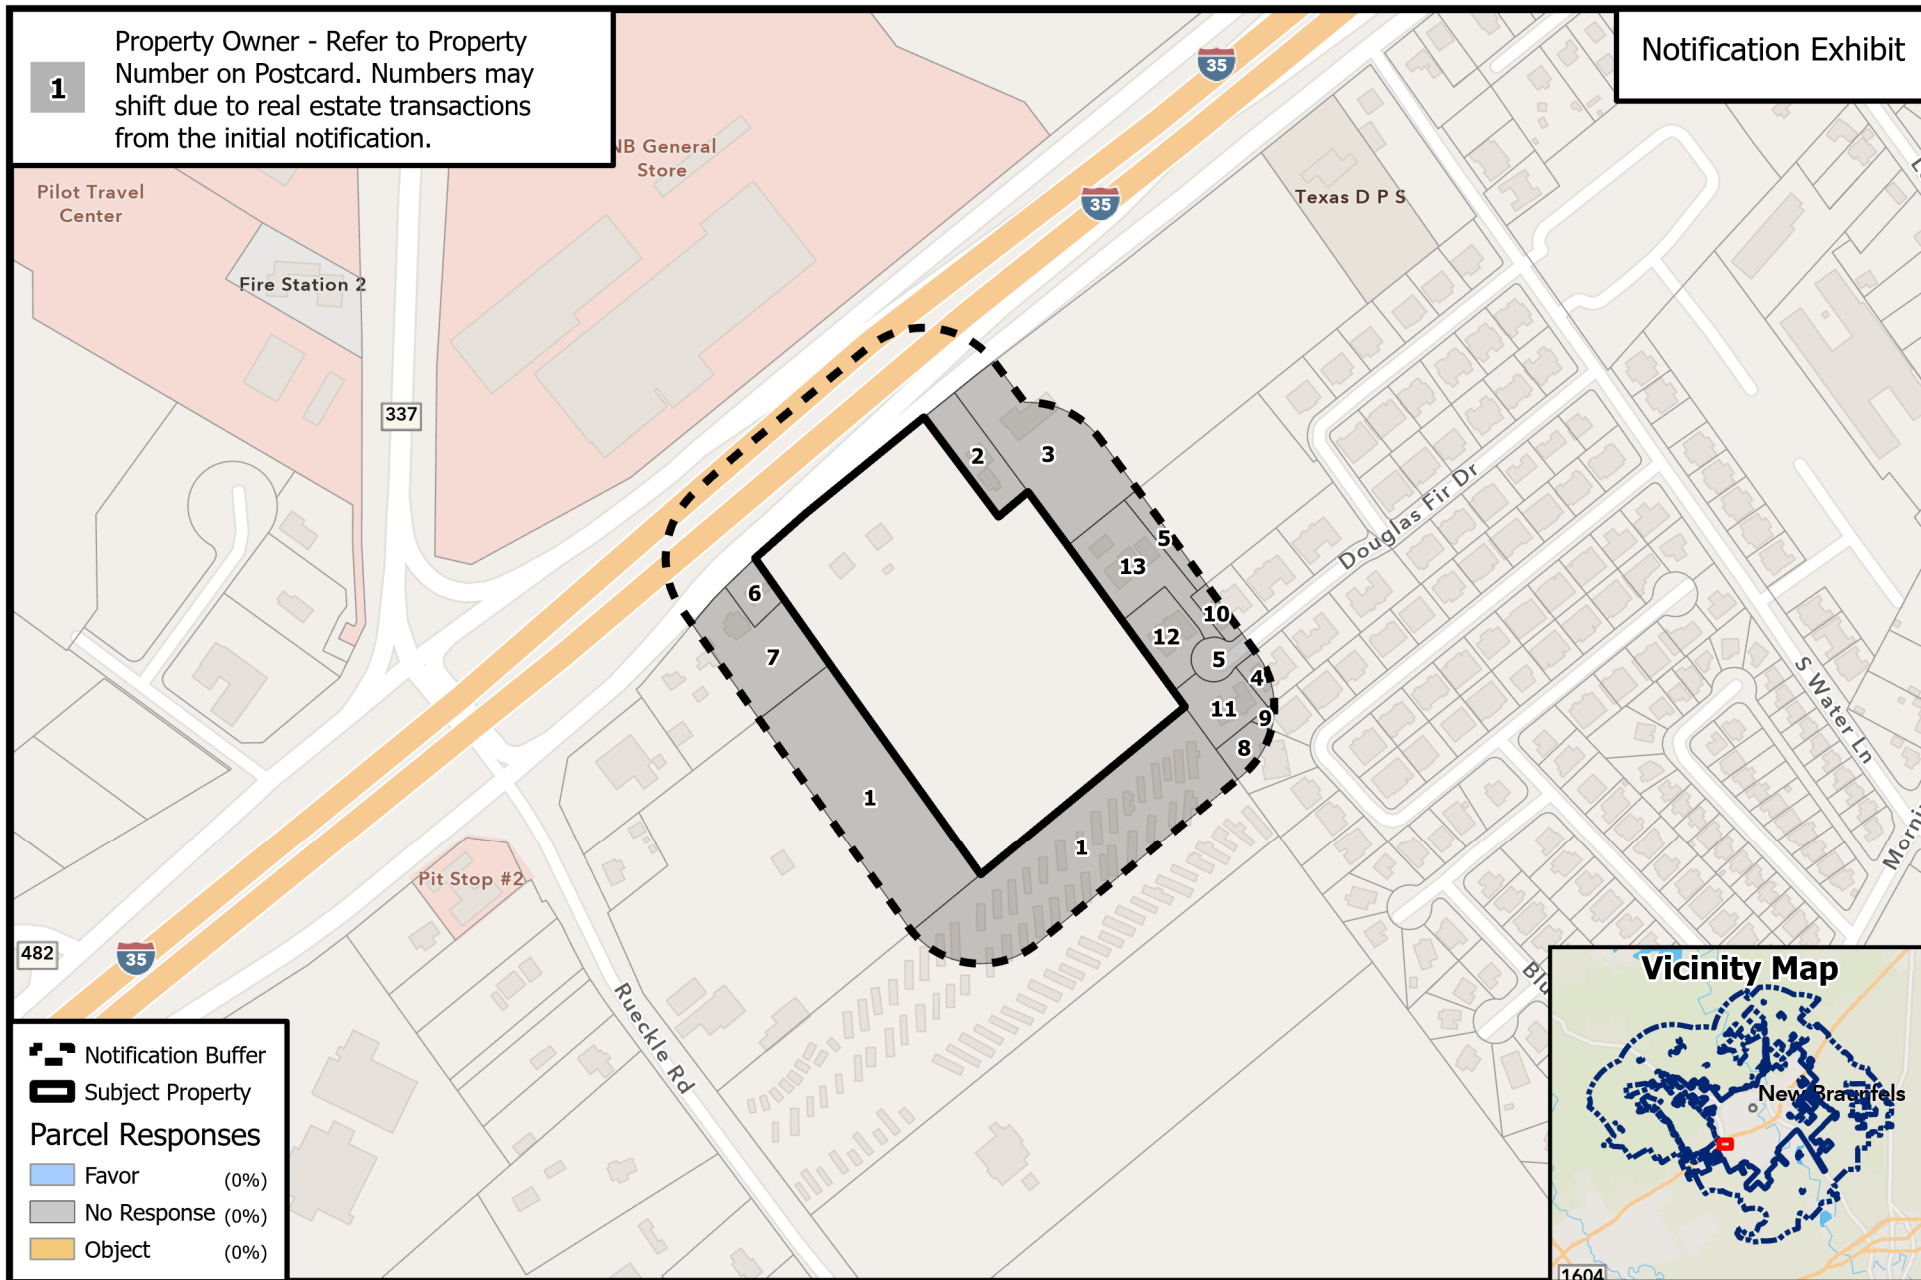 1
Property Owner - Refer to Property
Number on Postcard. Numbers may
shift due to real estate transactions
from the initial notification.
Notification Exhibit
35
NB General
Store
Pilot Travel
Center
Texas D P S
35
Fire Station 2
337
2
3
5
13
Douglas Fir Dr
6
10
12
7
5
4
11
9
8
S Water Ln
1
1
Pit Stop #2
482
35
Rueckle Rd
Notification Buffer
Subject Property
Parcel Responses
Favor (0%)
No Response (0%)
Object (0%)
Vicinity Map
New Braunfels
1604